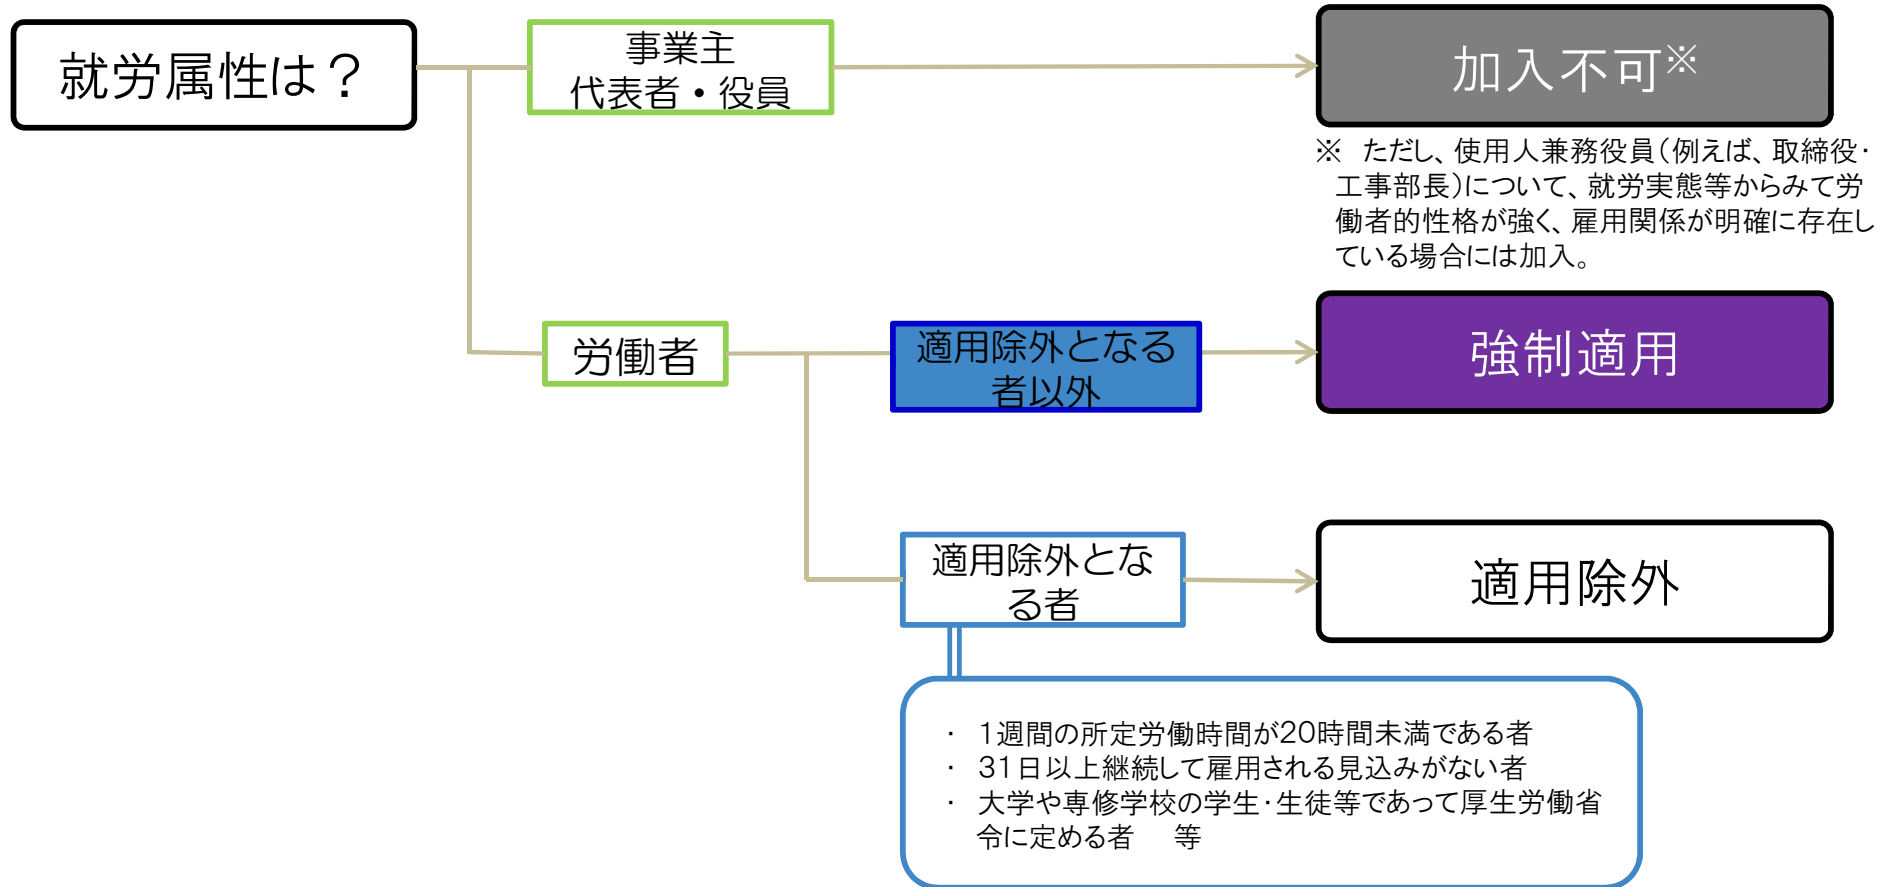 就労属性は?
事業主
代表者・役員
加入不可※
※ ただし、使用人兼務役員(例えば、取締役・
工事部長)について、就労実態等からみて労
働者的性格が強く、雇用関係が明確に存在し
ている場合には加入。
労働者
適用除外となる
者以外
強制適用
適用除外とな
る者
適用除外
・ 1週間の所定労働時間が20時間未満である者
・ 31日以上継続して雇用される見込みがない者
・ 大学や専修学校の学生・生徒等であって厚生労働省
令に定める者 等